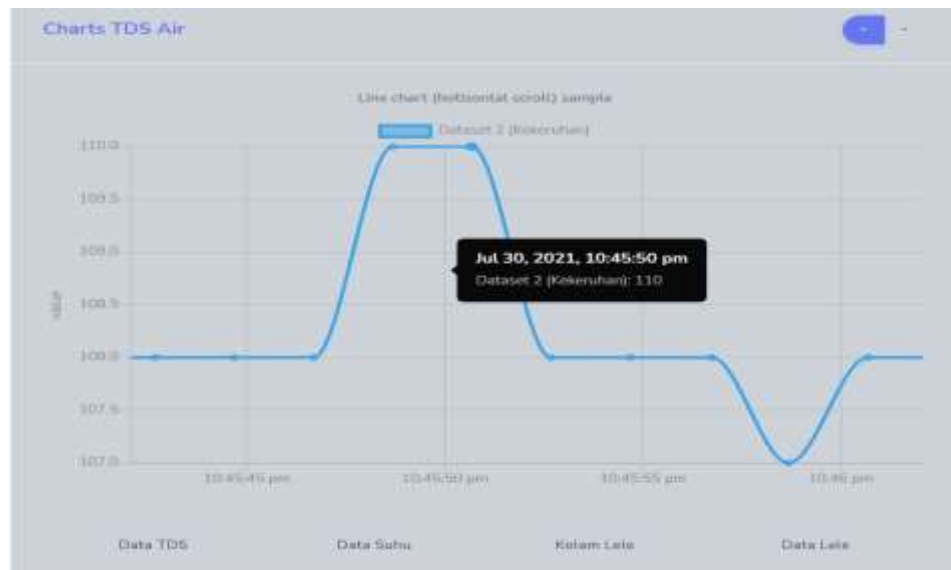 Charts TDS Air
Line chart (horizontal scroll) sample
Dataset 2 (Kekeruhan)
110.0
109.5
109.0
Jul 30, 2021, 10:45:50 pm
Dataset 2 (Kekeruhan): 110
value
108.5
108.0
107.5
107.0
10:45:45 pm 10:45:50 pm 10:45:55 pm 10:46 pm
Data TDS Data Suhu Kolam Lele Data Lele